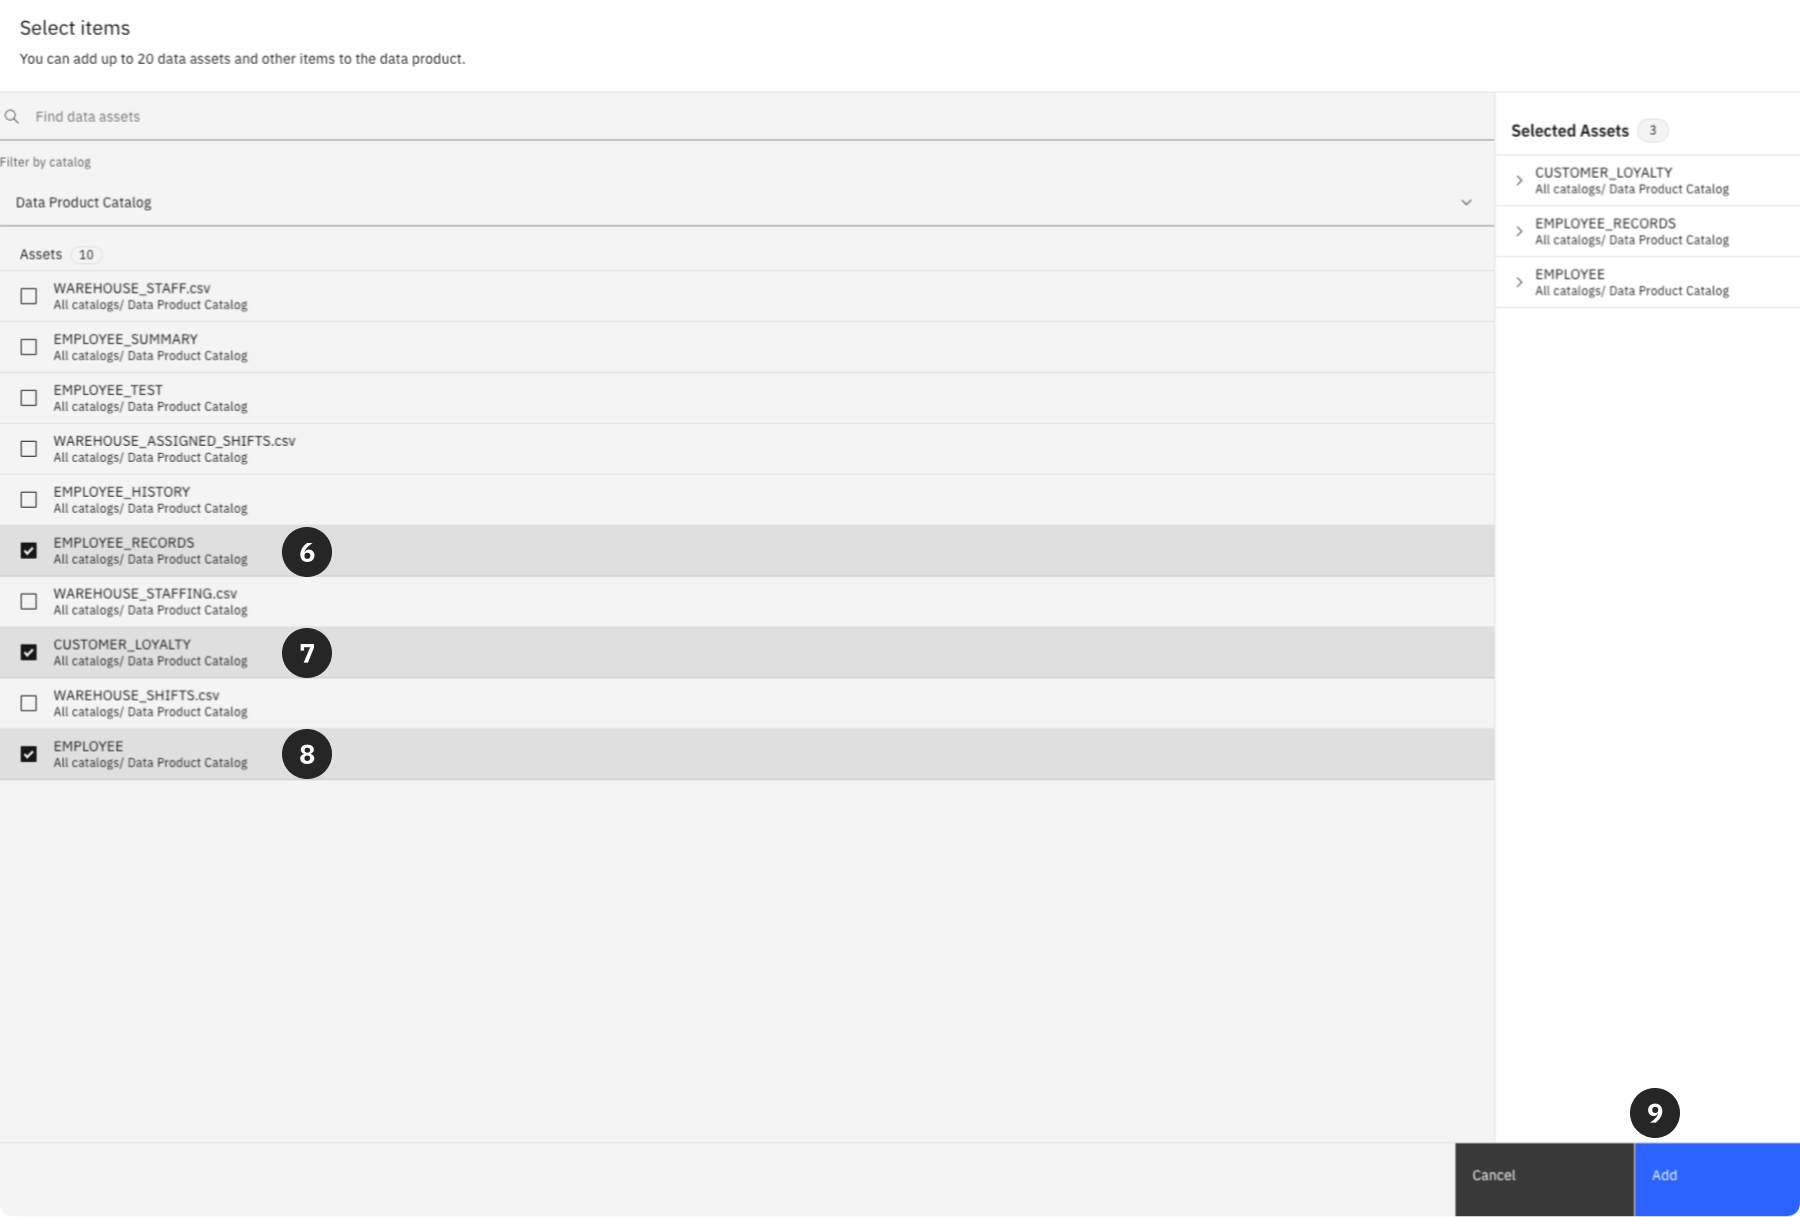 Select items
You can add up to 20 data assets and other items to the data product.
Find data assets
Filter by catalog
Data Product Catalog
Assets 10
WAREHOUSE_STAFF.csv
All catalogs/ Data Product Catalog
EMPLOYEE_SUMMARY
All catalogs/ Data Product Catalog
EMPLOYEE_TEST
All catalogs/ Data Product Catalog
WAREHOUSE_ASSIGNED_SHIFTS.csv
All catalogs/ Data Product Catalog
EMPLOYEE_HISTORY
All catalogs/ Data Product Catalog
EMPLOYEE_RECORDS
All catalogs/ Data Product Catalog
6
WAREHOUSE_STAFFING.csv
All catalogs/ Data Product Catalog
CUSTOMER_LOYALTY
All catalogs/ Data Product Catalog
7
WAREHOUSE_SHIFTS.csv
All catalogs/ Data Product Catalog
EMPLOYEE
All catalogs/ Data Product Catalog
8
Selected Assets 3
CUSTOMER_LOYALTY
All catalogs/ Data Product Catalog
EMPLOYEE_RECORDS
All catalogs/ Data Product Catalog
EMPLOYEE
All catalogs/ Data Product Catalog
9
Cancel
Add